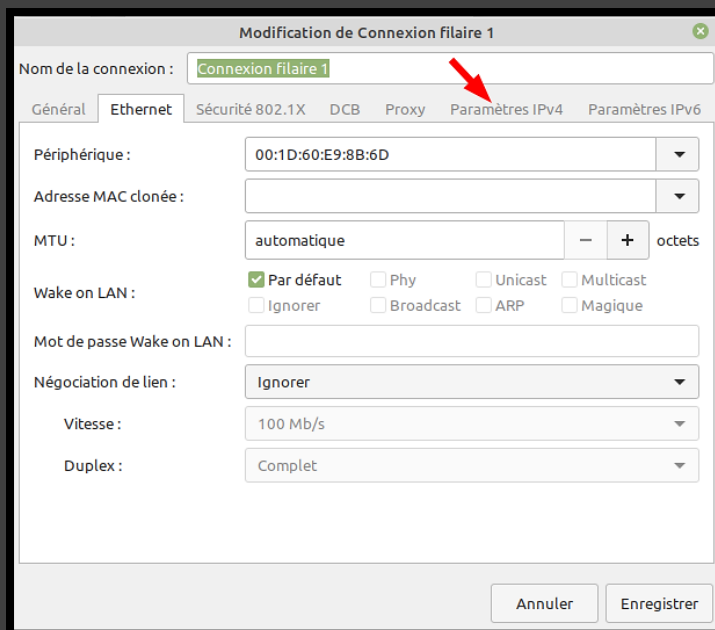 Modification de Connexion filaire 1
Nom de la connexion : Connexion filaire 1
Général Ethernet Sécurité 802.1X DCB Proxy Paramètres IPv4 Paramètres IPv6
Périphérique : 00:1D:60:E9:8B:6D
Adresse MAC clonée :
MTU : automatique − + octets
Wake on LAN :
Par défaut Phy Unicast Multicast
Ignorer Broadcast ARP Magique
Mot de passe Wake on LAN :
Négociation de lien : Ignorer
Vitesse : 100 Mb/s
Duplex : Complet
Annuler Enregistrer